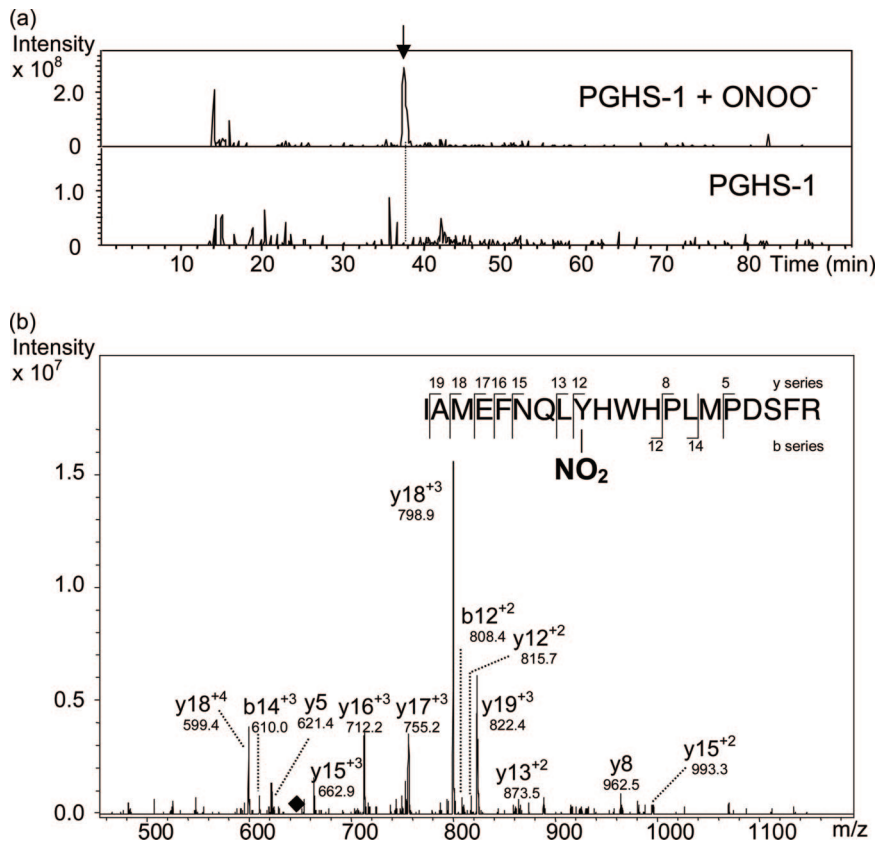 (a)
Intensity
x 10⁸
2.0
PGHS-1 + ONOO⁻
0
1.0
PGHS-1
0
10 20 30 40 50 60 70 80 Time (min)
(b)
Intensity
x 10⁷
19 18 17 16 15 13 12 8 5 y series
IAMEFNQLYHWHPLMPDSFR
12 14 b series
NO₂
1.5
y18⁺³
798.9
1.0
b12⁺²
808.4
y12⁺²
815.7
0.5
y18⁺⁴
599.4
b14⁺³
610.0
y5
621.4
y16⁺³
712.2
y17⁺³
755.2
y19⁺³
822.4
y15⁺³
662.9
y13⁺²
873.5
y8
962.5
y15⁺²
993.3
0.0
500 600 700 800 900 1000 1100 m/z